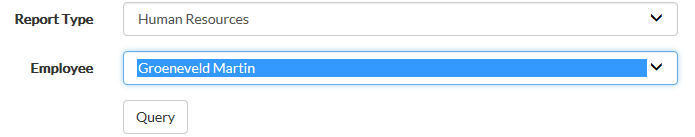 Report Type Human Resources
Employee Groeneveld Martin
Query